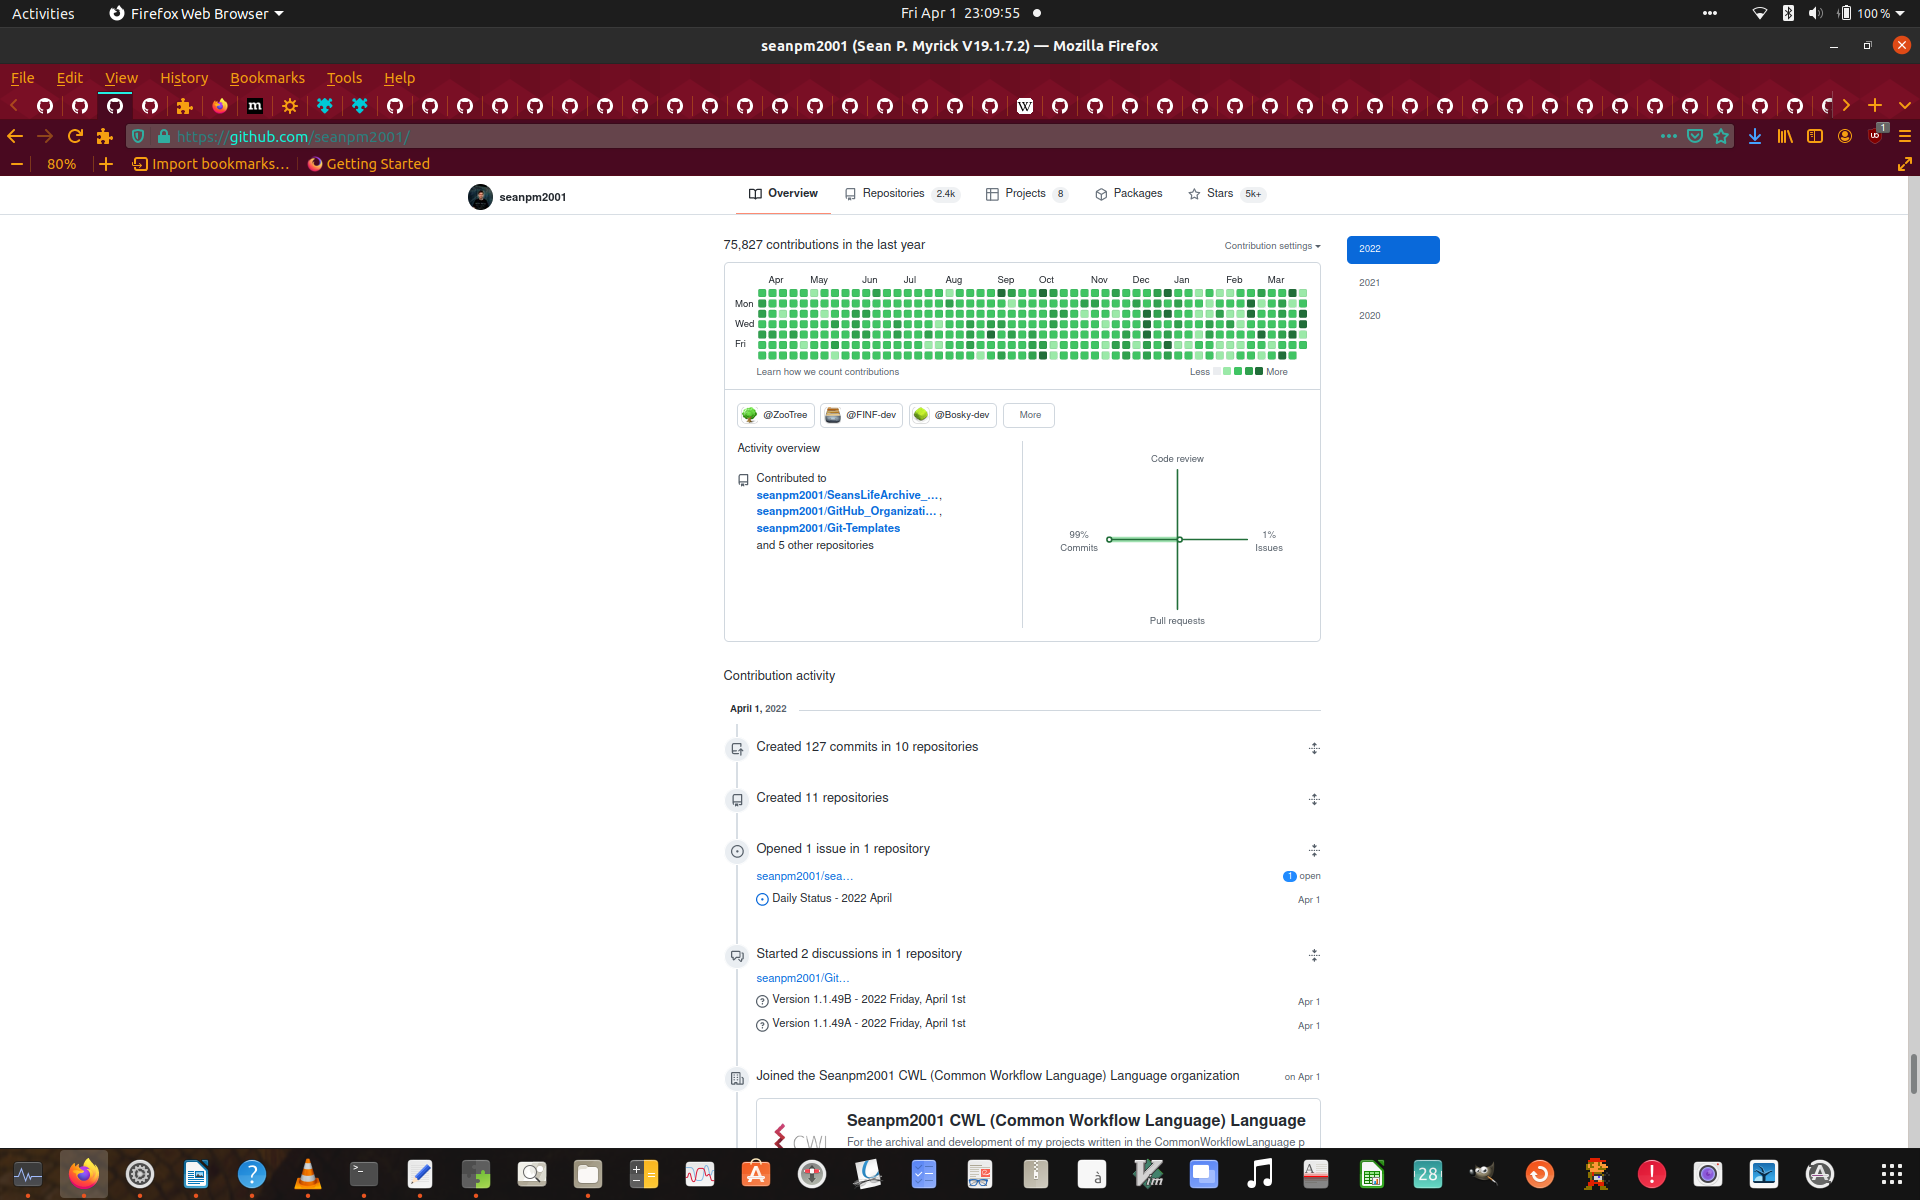 Activities
Firefox Web Browser
Fri Apr 1 23:09:55
100 %
seanpm2001 (Sean P. Myrick V19.1.7.2) — Mozilla Firefox
File Edit View History Bookmarks Tools Help
m
W
https://github.com/seanpm2001/
1
80%
Import bookmarks...
Getting Started
seanpm2001
Overview
Repositories 2.4k
Projects 8
Packages
Stars 5k+
75,827 contributions in the last year
Contribution settings
2022
2021
2020
Apr May Jun Jul Aug Sep Oct Nov Dec Jan Feb Mar
Mon
Wed
Fri
Learn how we count contributions
Less
More
@ZooTree
@FINF-dev
@Bosky-dev
More
Activity overview
Contributed to
seanpm2001/SeansLifeArchive_... ,
seanpm2001/GitHub_Organizati... ,
seanpm2001/Git-Templates
and 5 other repositories
Code review
99%
Commits
1%
Issues
Pull requests
Contribution activity
April 1, 2022
Created 127 commits in 10 repositories
Created 11 repositories
Opened 1 issue in 1 repository
seanpm2001/sea...
1 open
Daily Status - 2022 April
Apr 1
Started 2 discussions in 1 repository
seanpm2001/Git...
Version 1.1.49B - 2022 Friday, April 1st
Apr 1
Version 1.1.49A - 2022 Friday, April 1st
Apr 1
Joined the Seanpm2001 CWL (Common Workflow Language) Language organization
on Apr 1
Seanpm2001 CWL (Common Workflow Language) Language
CWL
For the archival and development of my projects written in the CommonWorkflowLanguage p
28